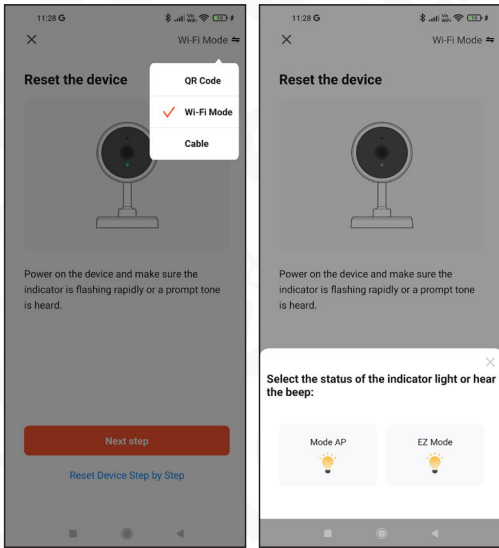 11:28 G
Wi-Fi Mode
Reset the device
QR Code
Wi-Fi Mode
Cable
Power on the device and make sure the
indicator is flashing rapidly or a prompt tone
is heard.
Next step
Reset Device Step by Step
11:28 G
Wi-Fi Mode
Reset the device
Power on the device and make sure the
indicator is flashing rapidly or a prompt tone
is heard.
Select the status of the indicator light or hear
the beep:
Mode AP
EZ Mode